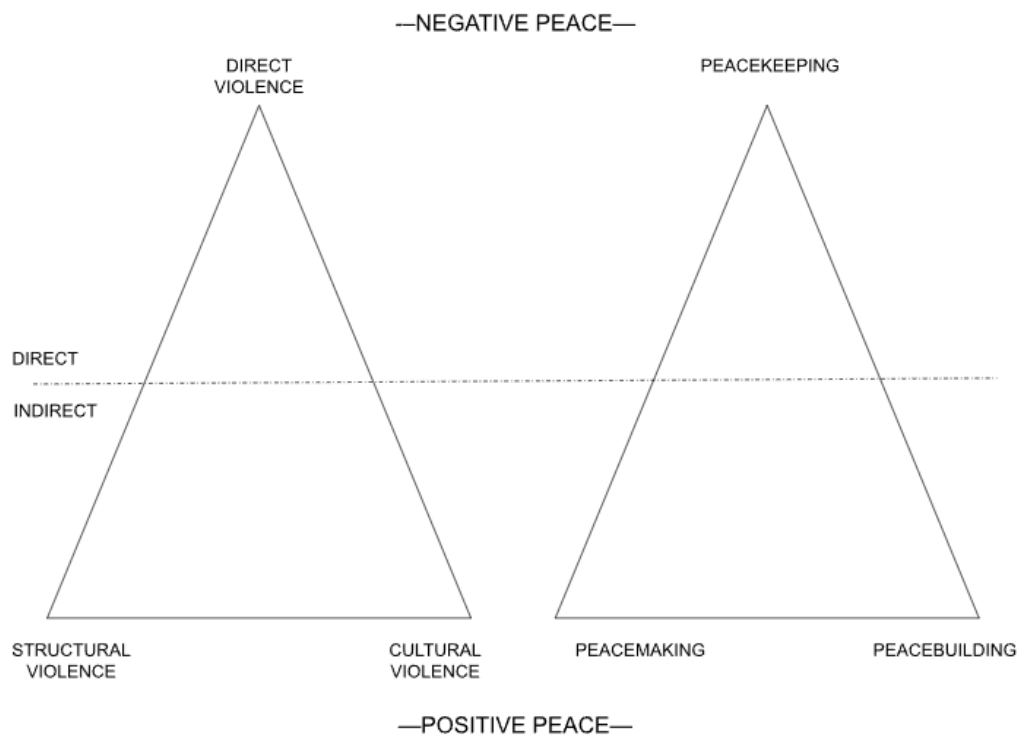 ---NEGATIVE PEACE—
DIRECT
VIOLENCE
PEACEKEEPING
DIRECT
INDIRECT
STRUCTURAL
VIOLENCE
CULTURAL
VIOLENCE
PEACEMAKING
PEACEBUILDING
—POSITIVE PEACE—